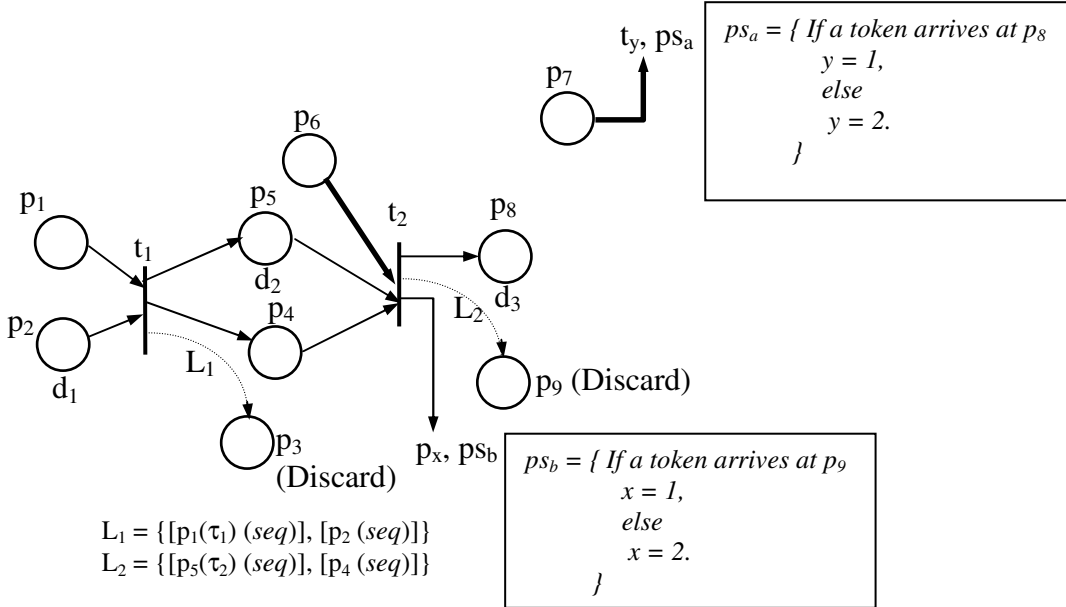 t_y, ps_a
ps_a = { If a token arrives at p_8
y = 1,
else
y = 2.
}
p_7
p_6
p_1
p_5
t_2
p_8
t_1
d_2
d_3
p_2
p_4
L_2
L_1
d_1
p_9 (Discard)
p_3
(Discard)
p_x, ps_b
ps_b = { If a token arrives at p_9
x = 1,
else
x = 2.
}
L_1 = {[p_1(τ_1) (seq)], [p_2 (seq)]}
L_2 = {[p_5(τ_2) (seq)], [p_4 (seq)]}